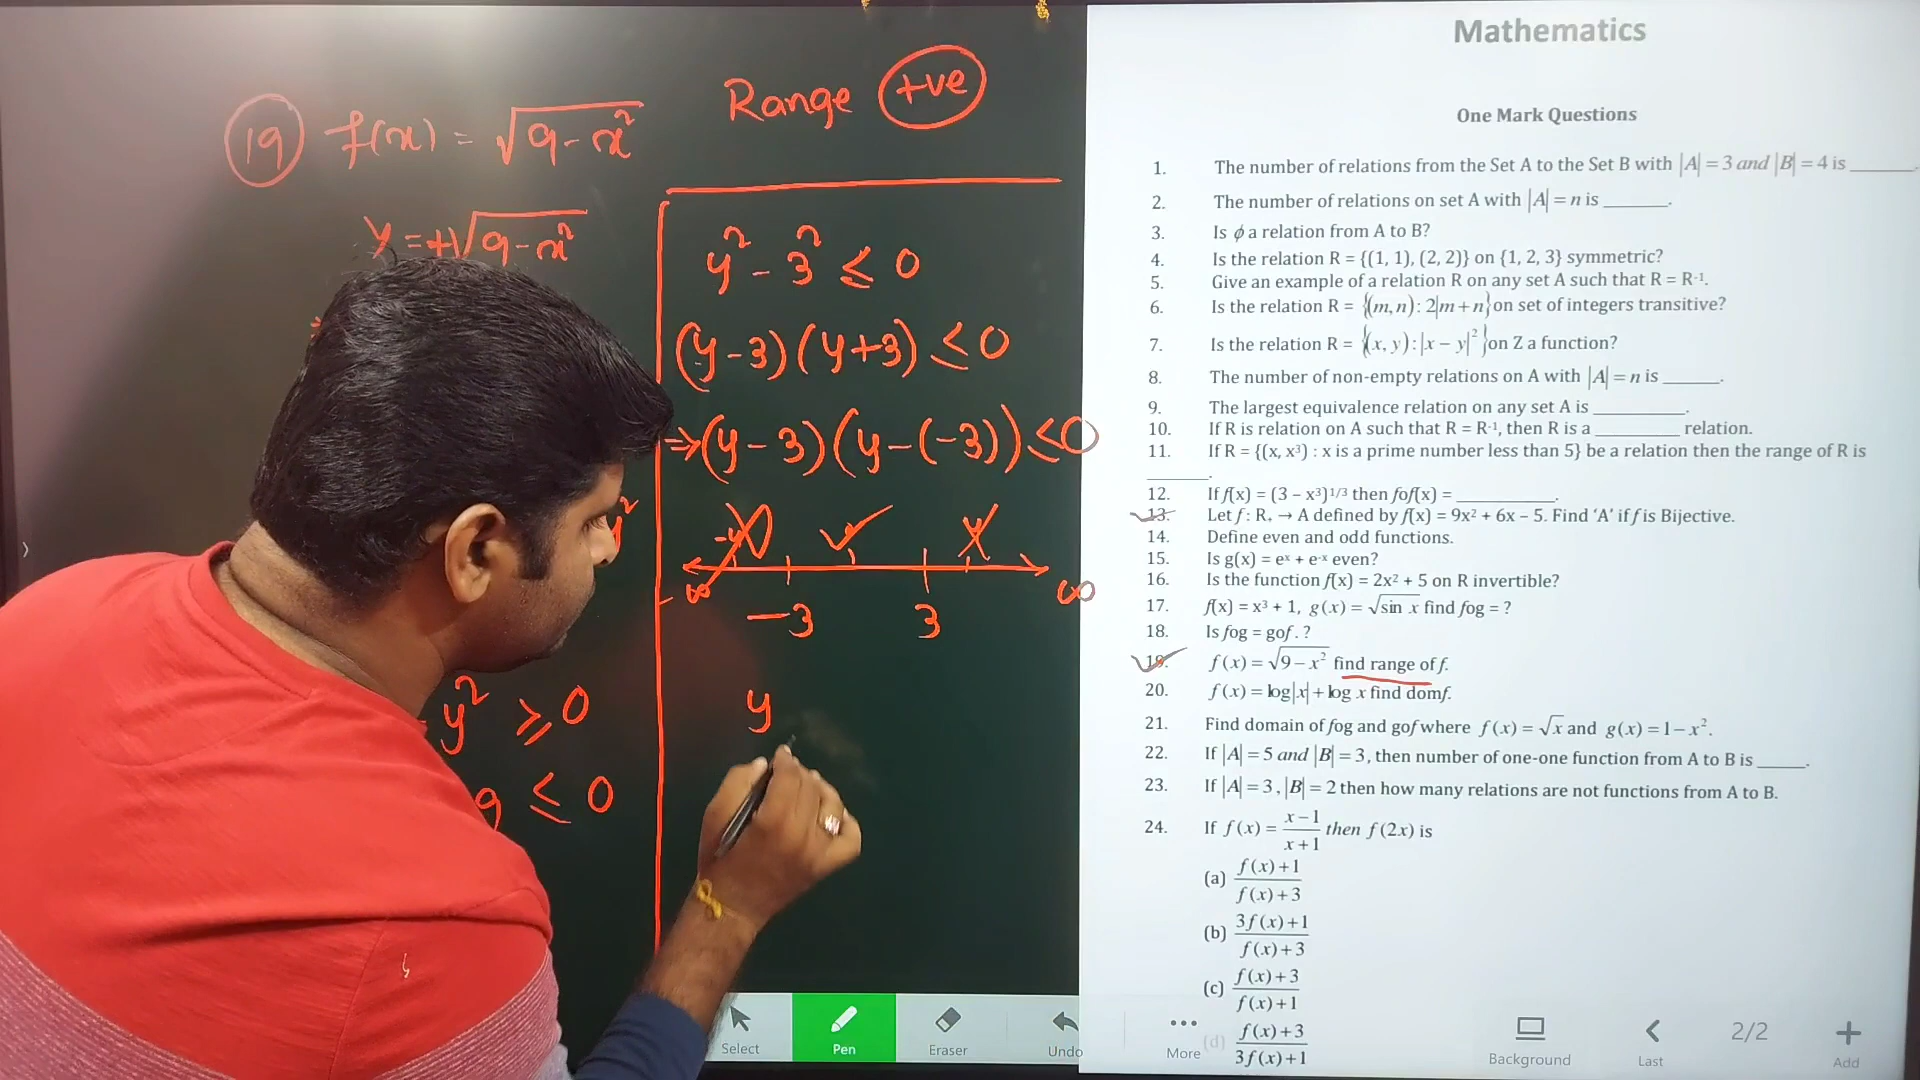 (19) f(x) = √(9-x²)
Range (+ve)
y = +√(9-x²)
y² - 3² ≤ 0
(y-3)(y+3) ≤ 0
⇒(y-3)(y-(-3)) ≤ 0
∞ -3 3 ∞
y² ≥ 0
9 ≤ 0
y
Mathematics
One Mark Questions
1. The number of relations from the Set A to the Set B with |A| = 3 and |B| = 4 is ______.
2. The number of relations on set A with |A| = n is ______.
3. Is ϕ a relation from A to B?
4. Is the relation R = {(1, 1), (2, 2)} on {1, 2, 3} symmetric?
5. Give an example of a relation R on any set A such that R = R⁻¹.
6. Is the relation R = {(m,n): 2|m+n} on set of integers transitive?
7. Is the relation R = {(x, y):|x − y|²} on Z a function?
8. The number of non-empty relations on A with |A| = n is ______.
9. The largest equivalence relation on any set A is ________.
10. If R is relation on A such that R = R⁻¹, then R is a ________ relation.
11. If R = {(x, x³) : x is a prime number less than 5} be a relation then the range of R is
______.
12. If f(x) = (3 – x³)¹/³ then fof(x) = ________.
13. Let f : R₊ → A defined by f(x) = 9x² + 6x – 5. Find ‘A’ if f is Bijective.
14. Define even and odd functions.
15. Is g(x) = eˣ + e⁻ˣ even?
16. Is the function f(x) = 2x² + 5 on R invertible?
17. f(x) = x³ + 1, g(x) = √sin x find fog = ?
18. Is fog = gof . ?
19. f(x) = √(9−x²) find range of f.
20. f(x) = log|x| + log x find domf.
21. Find domain of fog and gof where f(x) = √x and g(x) = 1−x².
22. If |A| = 5 and |B| = 3, then number of one-one function from A to B is _____.
23. If |A| = 3, |B| = 2 then how many relations are not functions from A to B.
24. If f(x) = (x−1)/(x+1) then f(2x) is
(a) (f(x)+1)/(f(x)+3)
(b) (3f(x)+1)/(f(x)+3)
(c) (f(x)+3)/(f(x)+1)
(d) (f(x)+3)/(3f(x)+1)
Select Pen Eraser Undo More Background Last 2/2 Add